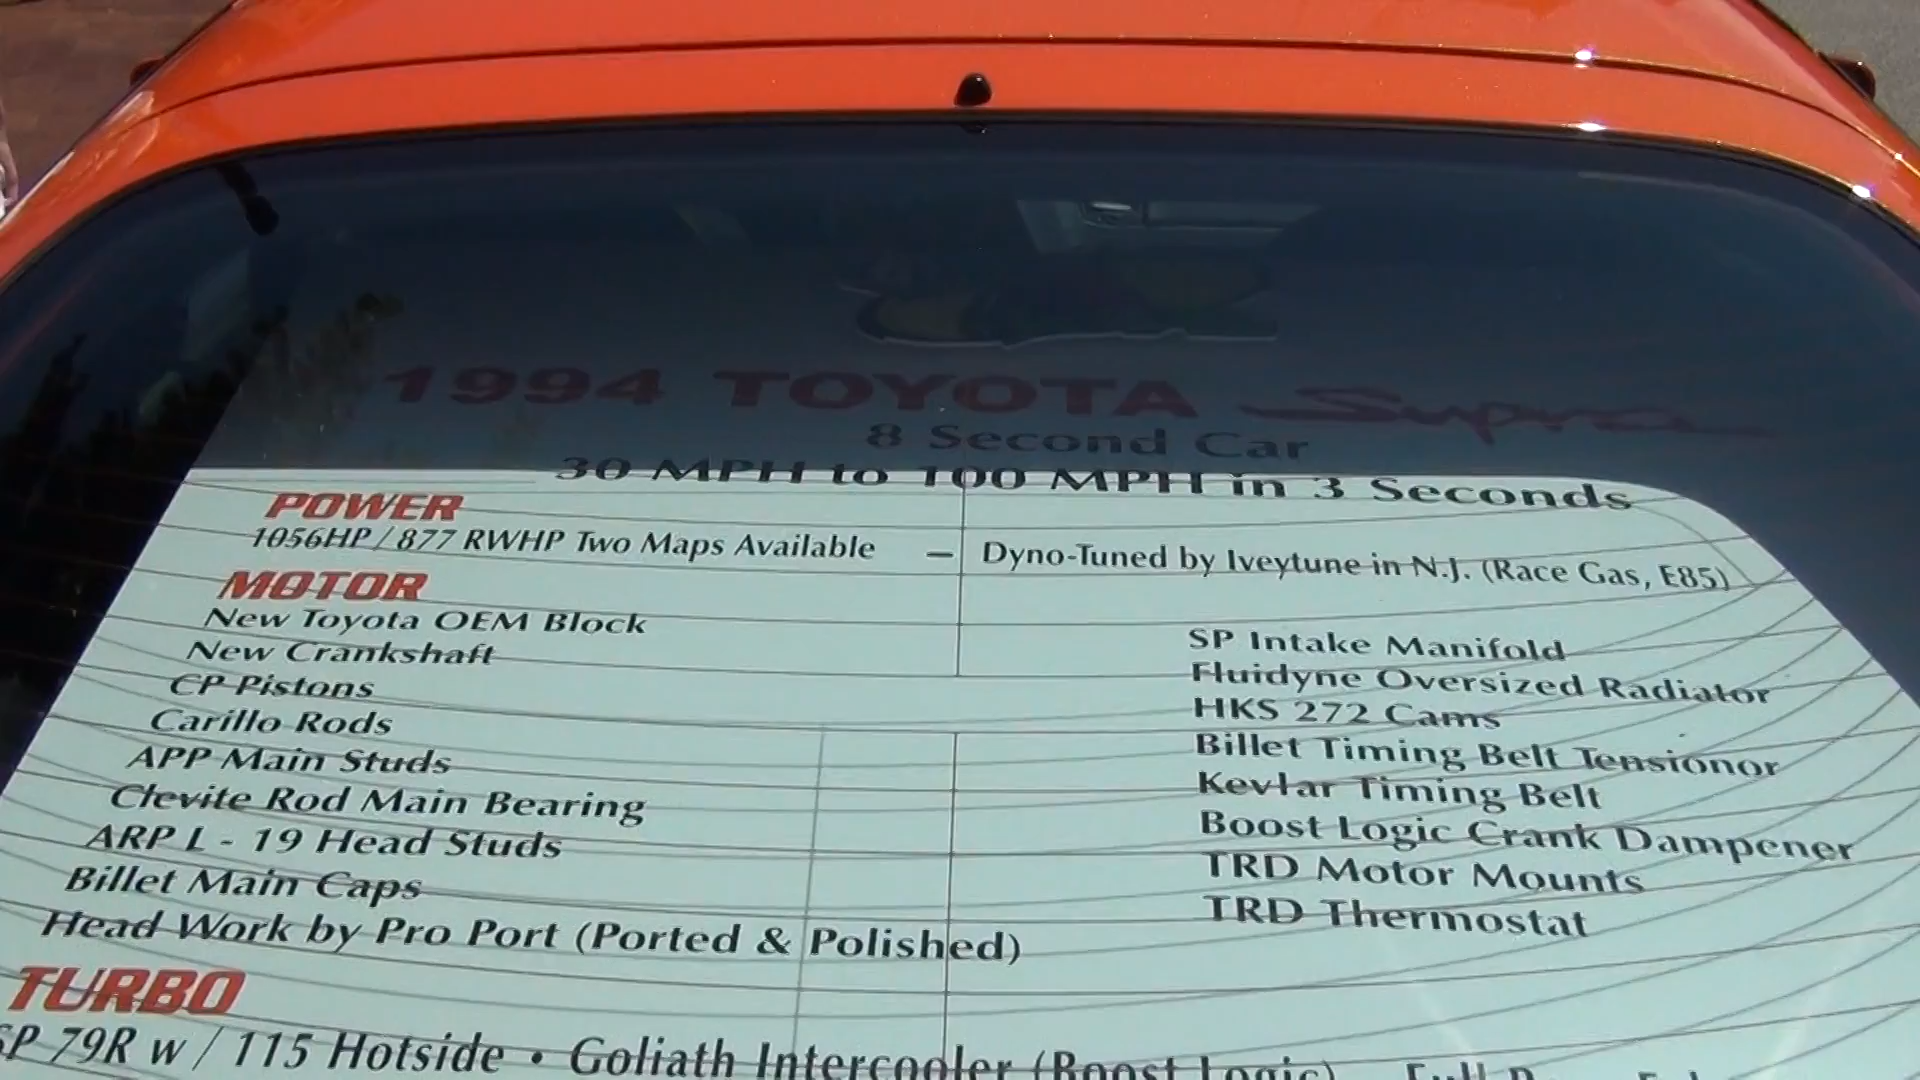 1994 TOYOTA Supra
8 Second Car
30 MPH to 100 MPH in 3 Seconds
POWER
1056HP / 877 RWHP Two Maps Available – Dyno-Tuned by Iveytune in N.J. (Race Gas, E85)
MOTOR
New Toyota OEM Block
New Crankshaft
CP Pistons
Carillo Rods
APP Main Studs
Clevite Rod Main Bearing
ARP L - 19 Head Studs
Billet Main Caps
Head Work by Pro Port (Ported & Polished)
SP Intake Manifold
Fluidyne Oversized Radiator
HKS 272 Cams
Billet Timing Belt Tensionor
Kevlar Timing Belt
Boost Logic Crank Dampener
TRD Motor Mounts
TRD Thermostat
TURBO
SP 79R w / 115 Hotside • Goliath Intercooler (Boost Logic) Full